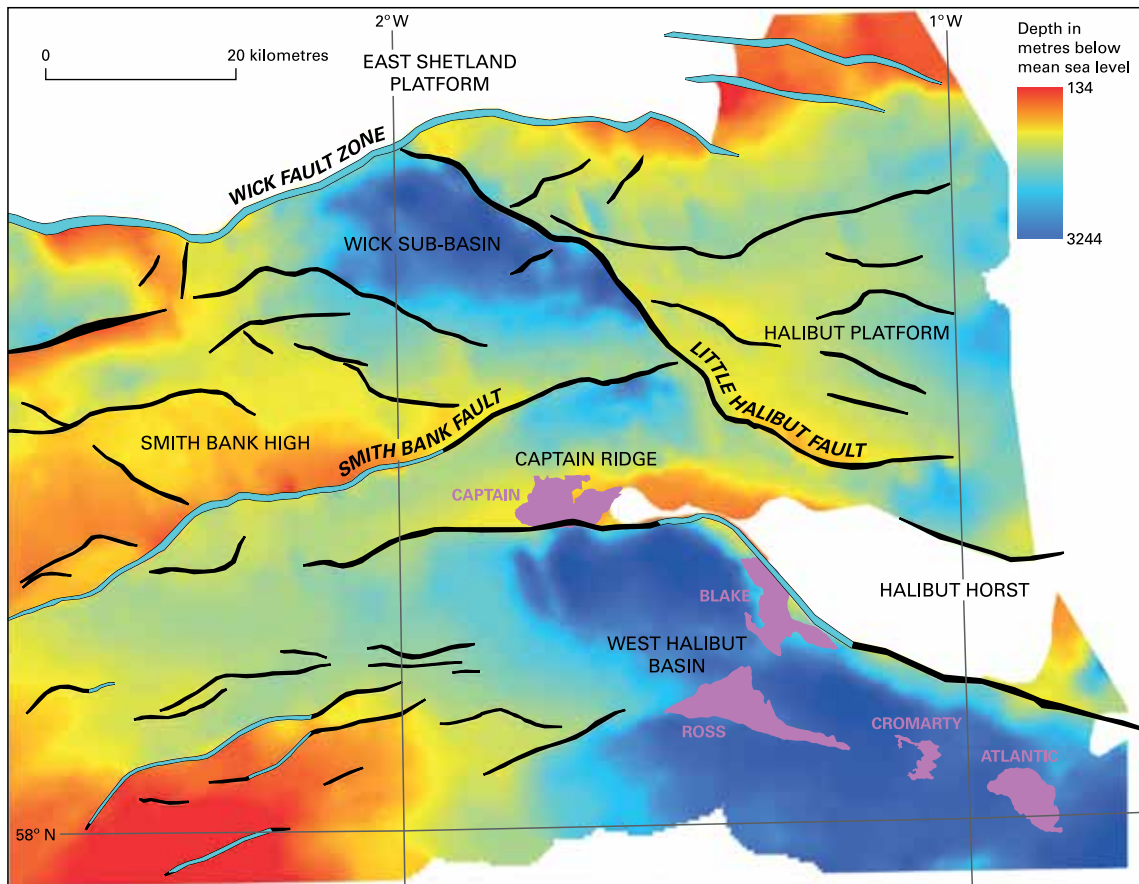 2°W
1°W
0
20 kilometres
Depth in
metres below
mean sea level
134
3244
EAST SHETLAND
PLATFORM
WICK FAULT ZONE
WICK SUB-BASIN
HALIBUT PLATFORM
LITTLE HALIBUT FAULT
SMITH BANK HIGH
SMITH BANK FAULT
CAPTAIN RIDGE
CAPTAIN
HALIBUT HORST
BLAKE
WEST HALIBUT
BASIN
ROSS
CROMARTY
ATLANTIC
58° N